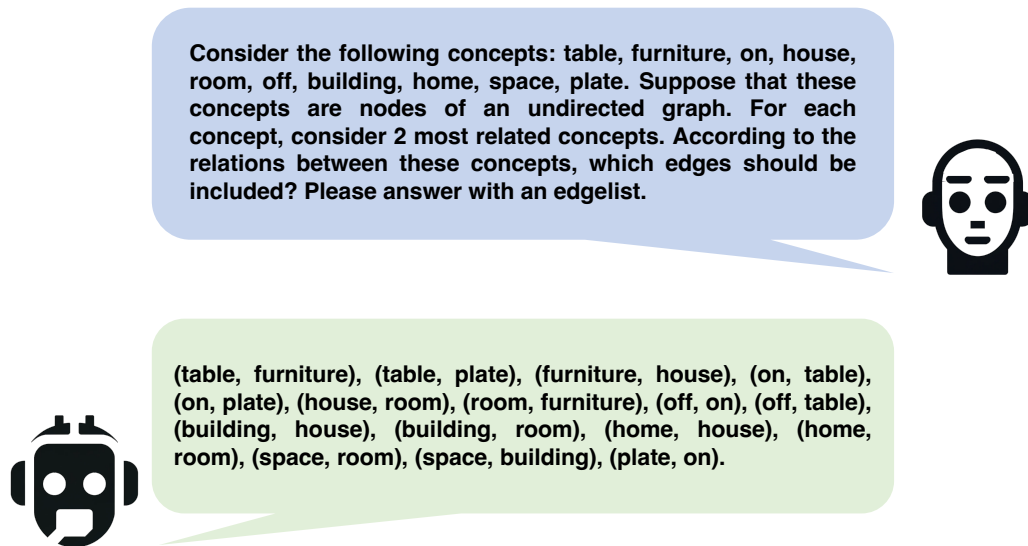 Consider the following concepts: table, furniture, on, house,
room, off, building, home, space, plate. Suppose that these
concepts are nodes of an undirected graph. For each
concept, consider 2 most related concepts. According to the
relations between these concepts, which edges should be
included? Please answer with an edgelist.
(table, furniture), (table, plate), (furniture, house), (on, table),
(on, plate), (house, room), (room, furniture), (off, on), (off, table),
(building, house), (building, room), (home, house), (home,
room), (space, room), (space, building), (plate, on).